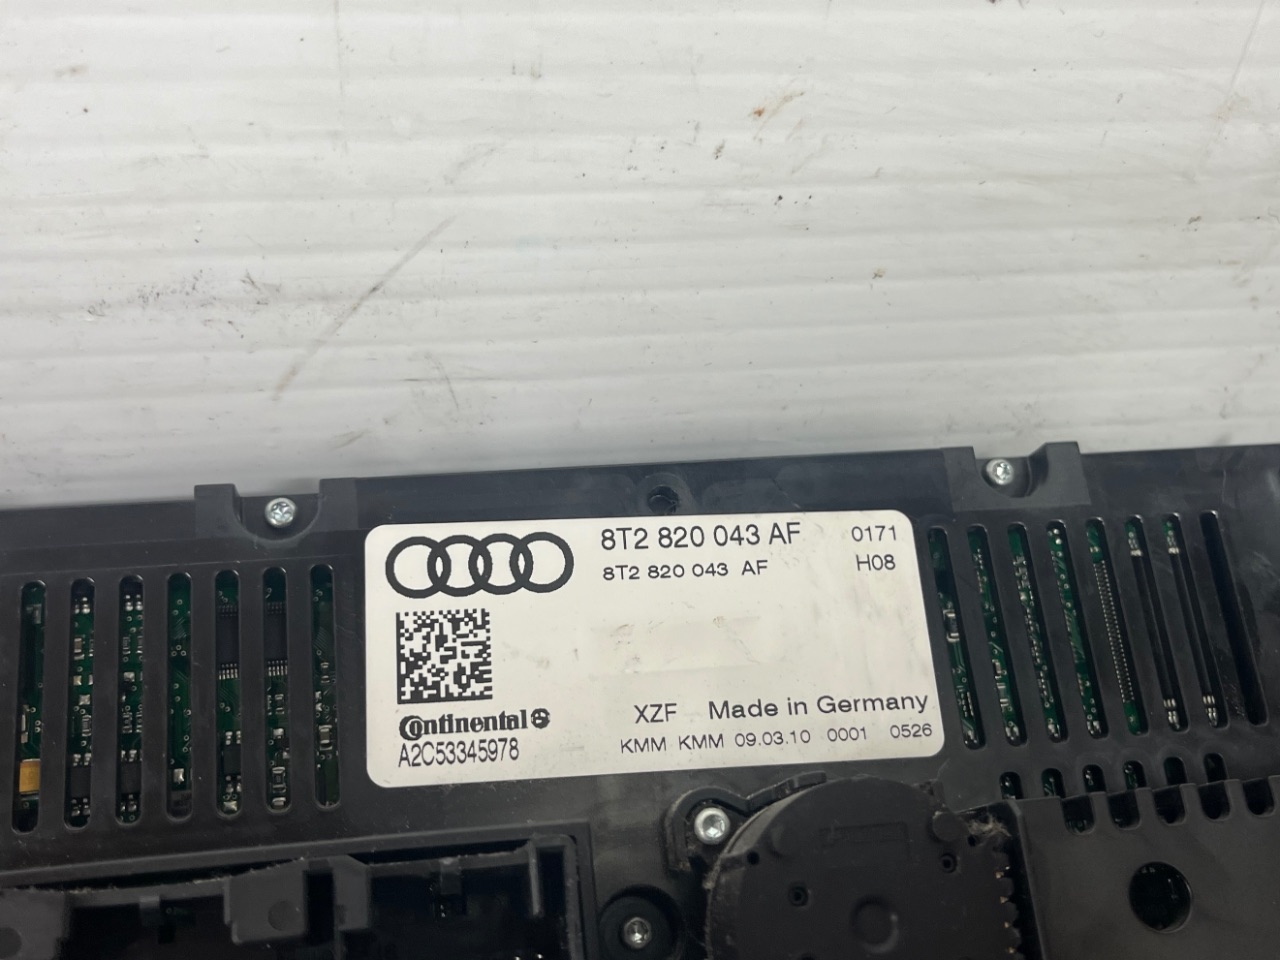 8T2 820 043 AF 0171
8T2 820 043 AF H08
Continental
A2C53345978
XZF Made in Germany
KMM KMM 09.03.10 0001 0526